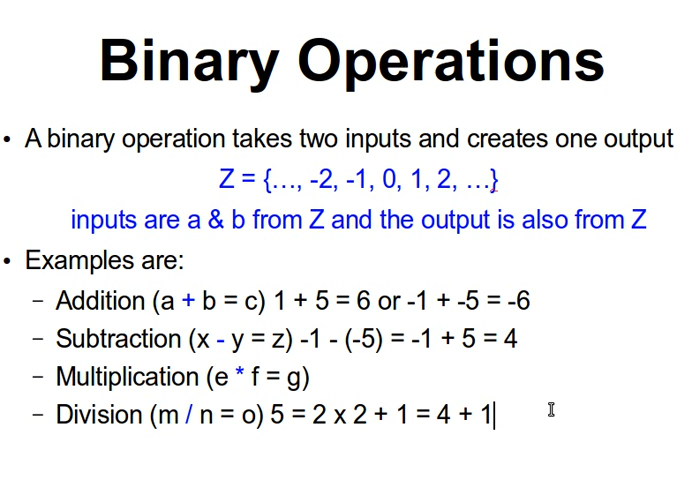 Binary Operations
• A binary operation takes two inputs and creates one output
Z = {…, -2, -1, 0, 1, 2, …}
inputs are a & b from Z and the output is also from Z
• Examples are:
– Addition (a + b = c) 1 + 5 = 6 or -1 + -5 = -6
– Subtraction (x - y = z) -1 - (-5) = -1 + 5 = 4
– Multiplication (e * f = g)
– Division (m / n = o) 5 = 2 x 2 + 1 = 4 + 1